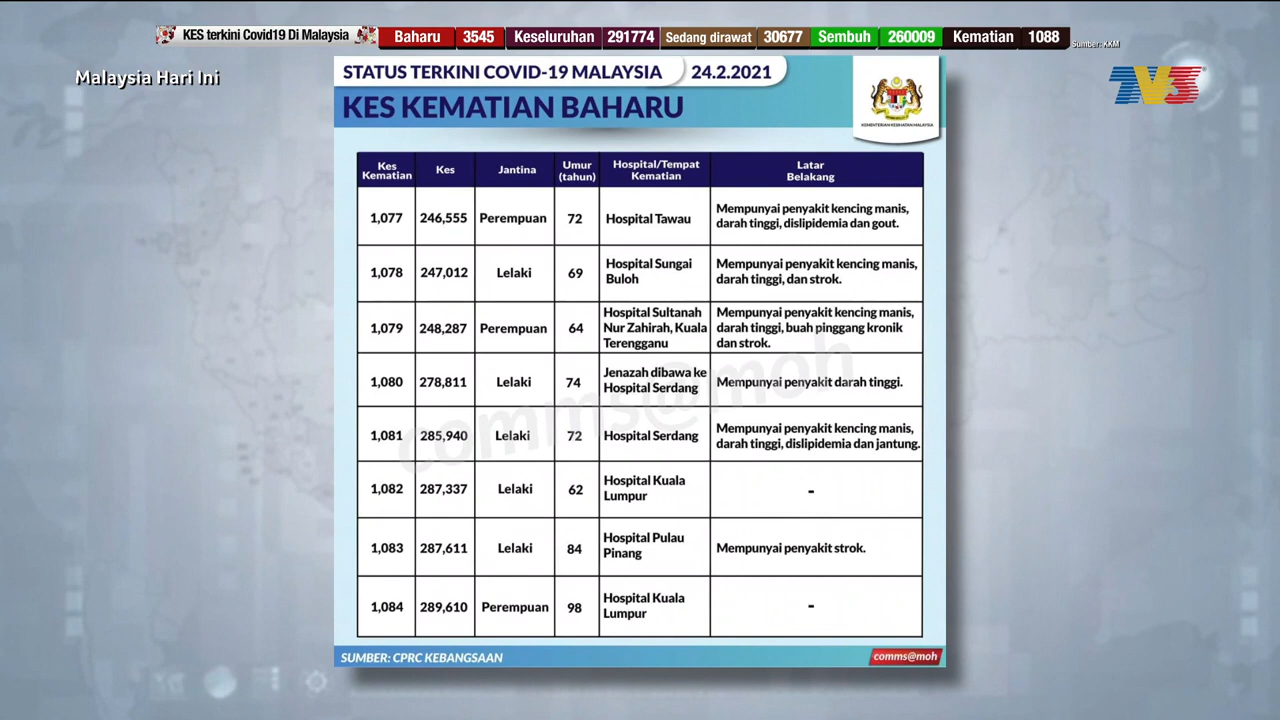 KES terkini Covid19 Di Malaysia Baharu 3545 Keseluruhan 291774 Sedang dirawat 30677 Sembuh 260009 Kematian 1088
Sumber: KKM
Malaysia Hari Ini
TV3
STATUS TERKINI COVID-19 MALAYSIA 24.2.2021
KES KEMATIAN BAHARU
KEMENTERIAN KESIHATAN MALAYSIA
Kes Kematian
Kes
Jantina
Umur (tahun)
Hospital/Tempat Kematian
Latar Belakang
1,077 246,555 Perempuan 72 Hospital Tawau
Mempunyai penyakit kencing manis,
darah tinggi, dislipidemia dan gout.
1,078 247,012 Lelaki 69
Hospital Sungai
Buloh
Mempunyai penyakit kencing manis,
darah tinggi, dan strok.
1,079 248,287 Perempuan 64
Hospital Sultanah
Nur Zahirah, Kuala
Terengganu
Mempunyai penyakit kencing manis,
darah tinggi, buah pinggang kronik
dan strok.
1,080 278,811 Lelaki 74
Jenazah dibawa ke
Hospital Serdang
Mempunyai penyakit darah tinggi.
1,081 285,940 Lelaki 72 Hospital Serdang
Mempunyai penyakit kencing manis,
darah tinggi, dislipidemia dan jantung.
1,082 287,337 Lelaki 62
Hospital Kuala
Lumpur
-
1,083 287,611 Lelaki 84
Hospital Pulau
Pinang
Mempunyai penyakit strok.
1,084 289,610 Perempuan 98
Hospital Kuala
Lumpur
-
comms@moh
SUMBER: CPRC KEBANGSAAN
comms@moh